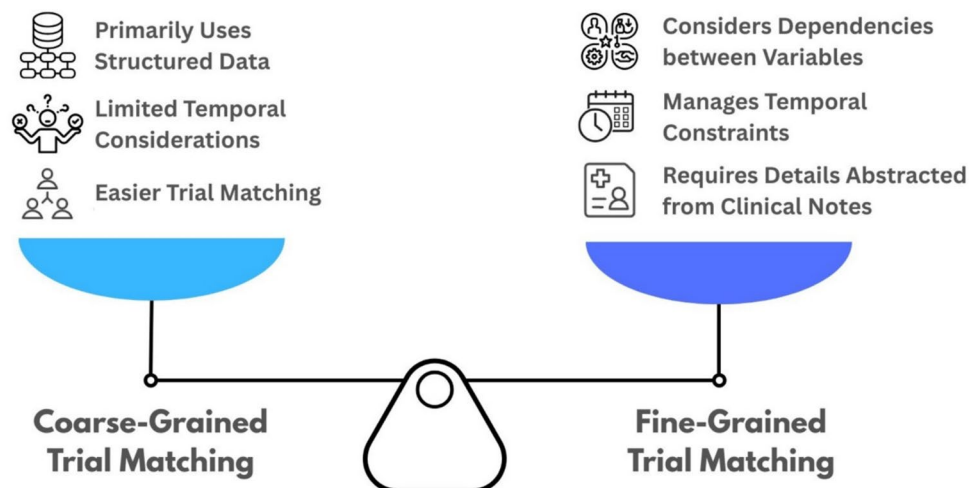 Primarily Uses
Structured Data
Limited Temporal
Considerations
Easier Trial Matching
Coarse-Grained
Trial Matching
Considers Dependencies
between Variables
Manages Temporal
Constraints
Requires Details Abstracted
from Clinical Notes
Fine-Grained
Trial Matching